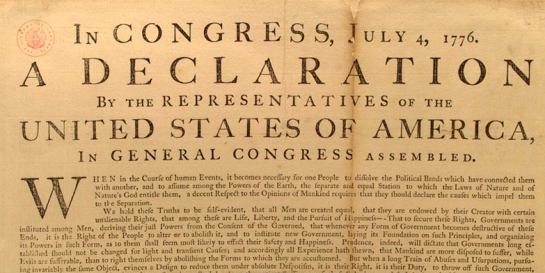 IN CONGRESS, JULY 4, 1776.
A DECLARATION
BY THE REPRESENTATIVES OF THE
UNITED STATES OF AMERICA,
IN GENERAL CONGRESS ASSEMBLED.
WHEN in the Course of human Events, it becomes necessary for one People to dissolve the Political Bands which have connected them
with another, and to assume among the Powers of the Earth, the separate and equal Station to which the Laws of Nature and of
Nature's God entitle them, a decent Respect to the Opinions of Mankind requires that they should declare the causes which impel them
to the Separation.
We hold these Truths to be self-evident, that all Men are created equal, that they are endowed by their Creator with certain
unalienable Rights, that among these are Life, Liberty, and the Pursuit of Happiness—That to secure these Rights, Governments are
instituted among Men, deriving their just Powers from the Consent of the Governed, that whenever any Form of Government becomes destructive of these
Ends, it is the Right of the People to alter or to abolish it, and to institute new Government, laying its Foundation on such Principles, and organizing
its Powers in such Form, as to them shall seem most likely to effect their Safety and Happiness. Prudence, indeed, will dictate that Governments long es-
tablished should not be changed for light and transient Causes; and accordingly all Experience hath shewn, that Mankind are more disposed to suffer, while
Evils are sufferable, than to right themselves by abolishing the Forms to which they are accustomed. But when a long Train of Abuses and Usurpations, pursu-
ing invariably the same Object, evinces a Design to reduce them under absolute Despotism, it is their Right, it is their Duty, to throw off such Government,